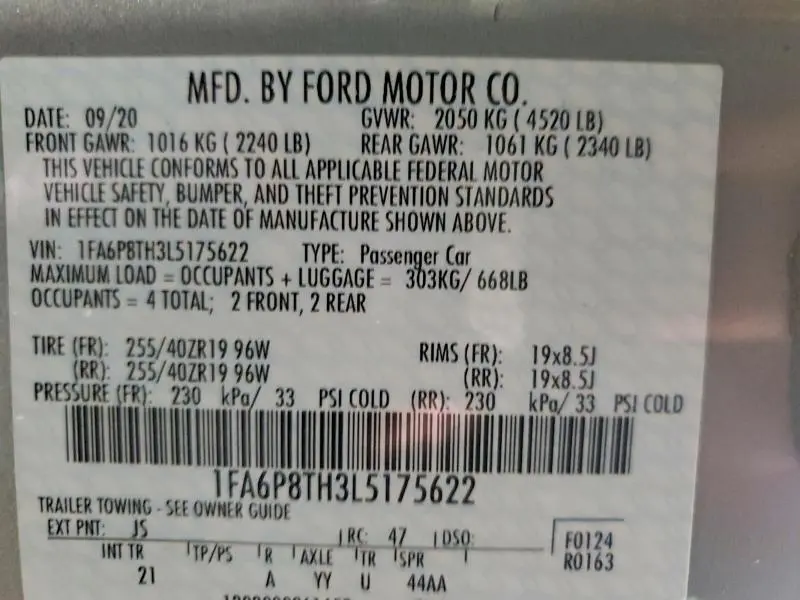 MFD. BY FORD MOTOR CO.
DATE: 09/20 GVWR: 2050 KG ( 4520 LB)
FRONT GAWR: 1016 KG ( 2240 LB) REAR GAWR: 1061 KG ( 2340 LB)
THIS VEHICLE CONFORMS TO ALL APPLICABLE FEDERAL MOTOR
VEHICLE SAFETY, BUMPER, AND THEFT PREVENTION STANDARDS
IN EFFECT ON THE DATE OF MANUFACTURE SHOWN ABOVE.
VIN: 1FA6P8TH3L5175622 TYPE: Passenger Car
MAXIMUM LOAD = OCCUPANTS + LUGGAGE = 303KG/ 668LB
OCCUPANTS = 4 TOTAL; 2 FRONT, 2 REAR
TIRE (FR): 255/40ZR19 96W RIMS (FR): 19x8.5J
(RR): 255/40ZR19 96W (RR): 19x8.5J
PRESSURE (FR): 230 kPa/ 33 PSI COLD (RR): 230 kPa/ 33 PSI COLD
1FA6P8TH3L5175622
TRAILER TOWING - SEE OWNER GUIDE
EXT PNT: JS RC: 47 DSO: F0124
INT TR TP/PS R AXLE TR SPR R0163
21 A YY U 44AA